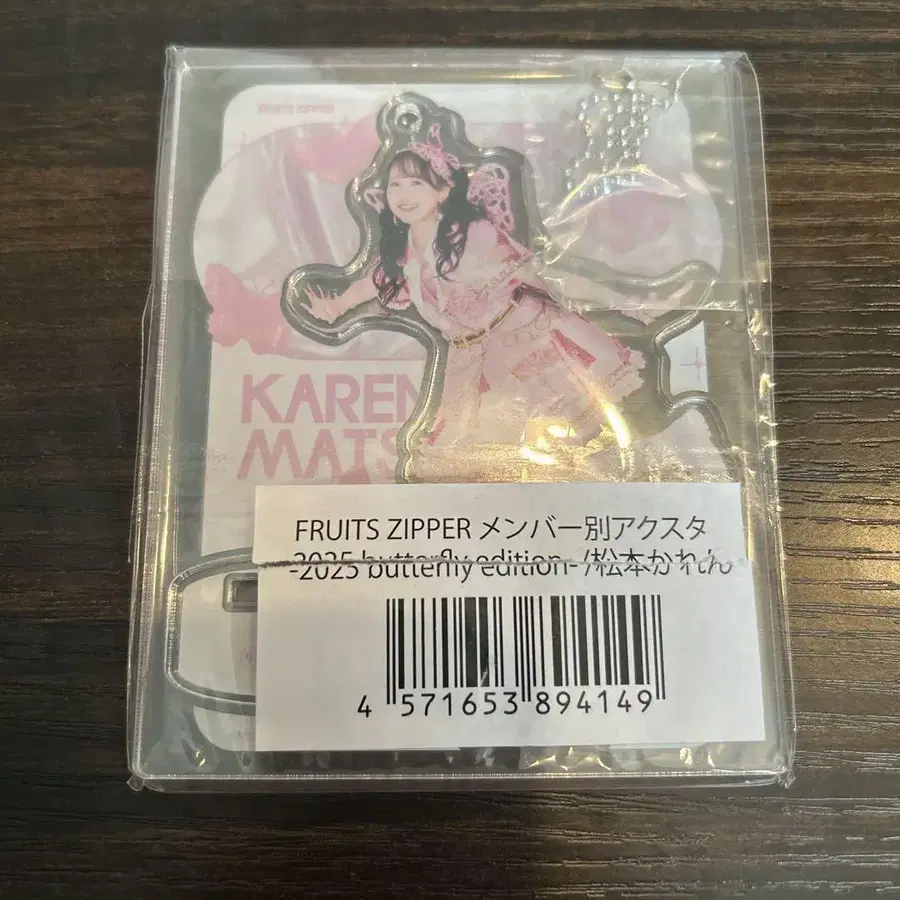 FRUITS ZIPPER
KAREN
MATS
FRUITS ZIPPER メンバー別アクスタ
-2025 butterfly edition- /松本かれん
4 571653 894149